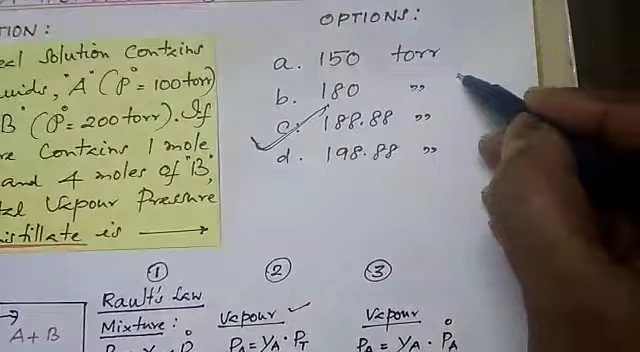 TION:
eal Solution Contains
uids, "A" (P° = 100 torr)
B" (P° = 200 torr). If
re Contains 1 mole
and 4 moles of "B",
tal Vapour Pressure
istillate is →
OPTIONS:
a. 150 torr
b. 180 "
c. 188.88 "
d. 198.88 "
①
Rault's Law
Mixture:
②
Vapour ✓
PA = YA · PT
③
Vapour
PA = YA · P°A
A + B